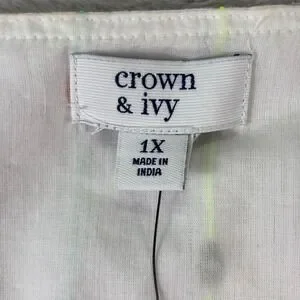 crown
& ivy
1X
MADE IN
INDIA